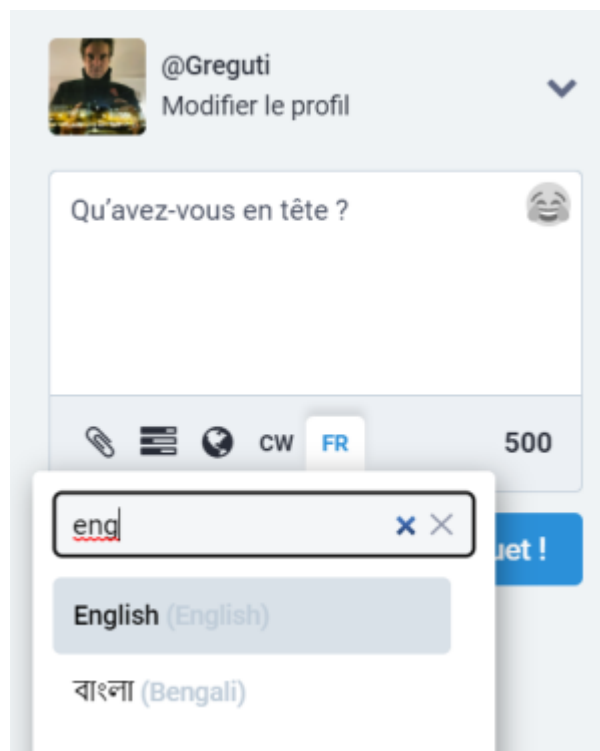 @Greguti
Modifier le profil
Qu'avez-vous en tête ?
CW FR 500
eng
uet !
English (English)
বাংলা (Bengali)